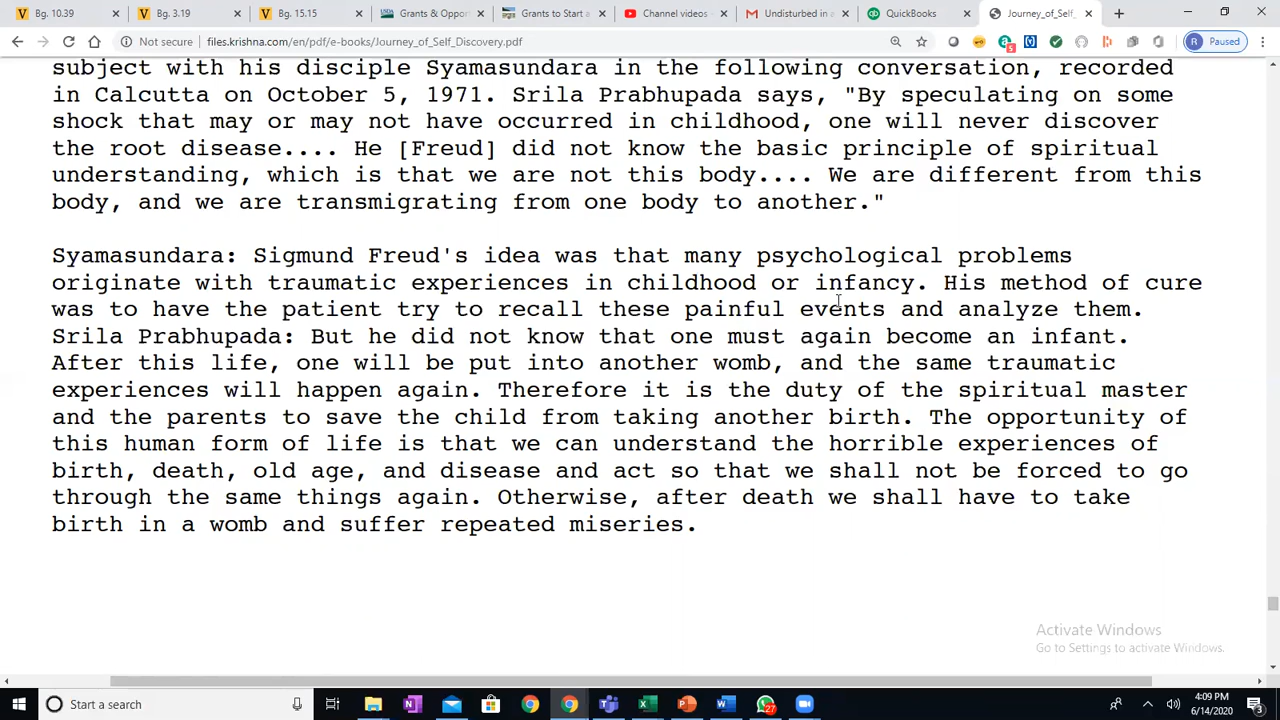 Bg. 10.39
Bg.3.19
Bg. 15.15
Grants & Oppor
Grants to Start a
Channel videos
Undisturbed in a
QuickBooks
Journey_of_Self_
Not secure
files.krishna.com/en/pdf/e-books/Journey_of_Self_Discovery.pdf
5
R Paused
subject with his disciple Syamasundara in the following conversation, recorded
in Calcutta on October 5, 1971. Srila Prabhupada says, "By speculating on some
shock that may or may not have occurred in childhood, one will never discover
the root disease.... He [Freud] did not know the basic principle of spiritual
understanding, which is that we are not this body.... We are different from this
body, and we are transmigrating from one body to another."
Syamasundara: Sigmund Freud's idea was that many psychological problems
originate with traumatic experiences in childhood or infancy. His method of cure
was to have the patient try to recall these painful events and analyze them.
Srila Prabhupada: But he did not know that one must again become an infant.
After this life, one will be put into another womb, and the same traumatic
experiences will happen again. Therefore it is the duty of the spiritual master
and the parents to save the child from taking another birth. The opportunity of
this human form of life is that we can understand the horrible experiences of
birth, death, old age, and disease and act so that we shall not be forced to go
through the same things again. Otherwise, after death we shall have to take
birth in a womb and suffer repeated miseries.
Activate Windows
Go to Settings to activate Windows.
Start a search
27
4:09 PM
6/14/2020
3